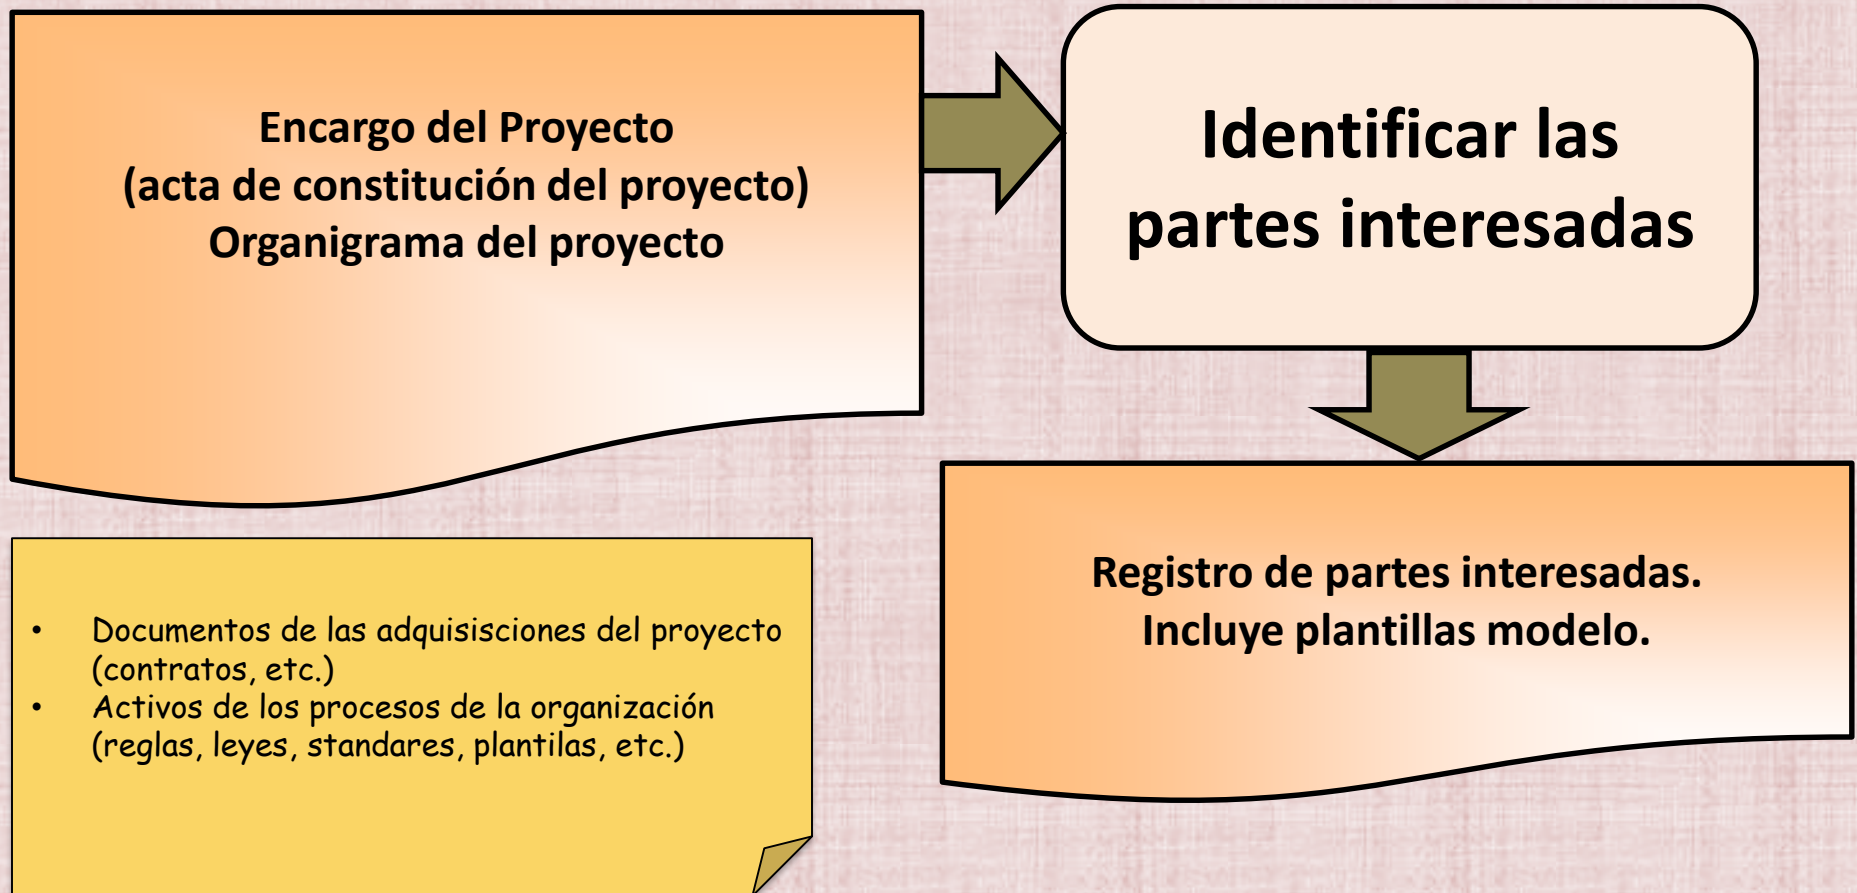 Encargo del Proyecto
(acta de constitución del proyecto)
Organigrama del proyecto
Identificar las
partes interesadas
• Documentos de las adquisisciones del proyecto
(contratos, etc.)
• Activos de los procesos de la organización
(reglas, leyes, standares, plantilas, etc.)
Registro de partes interesadas.
Incluye plantillas modelo.